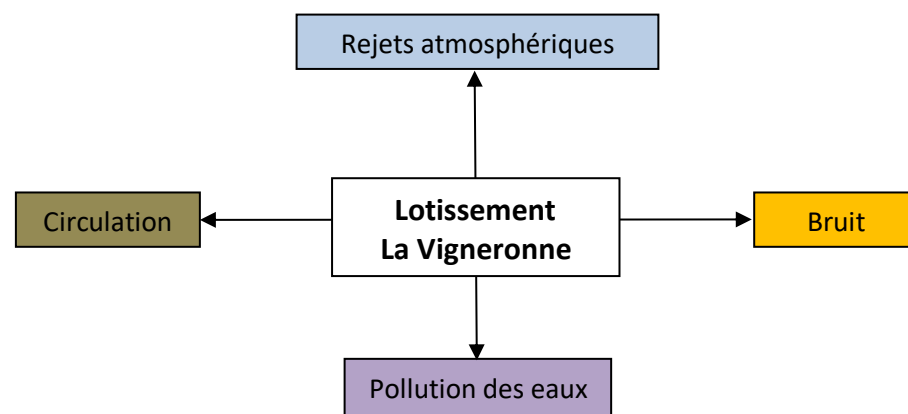 Rejets atmosphériques
Circulation
Lotissement
La Vigneronne
Bruit
Pollution des eaux